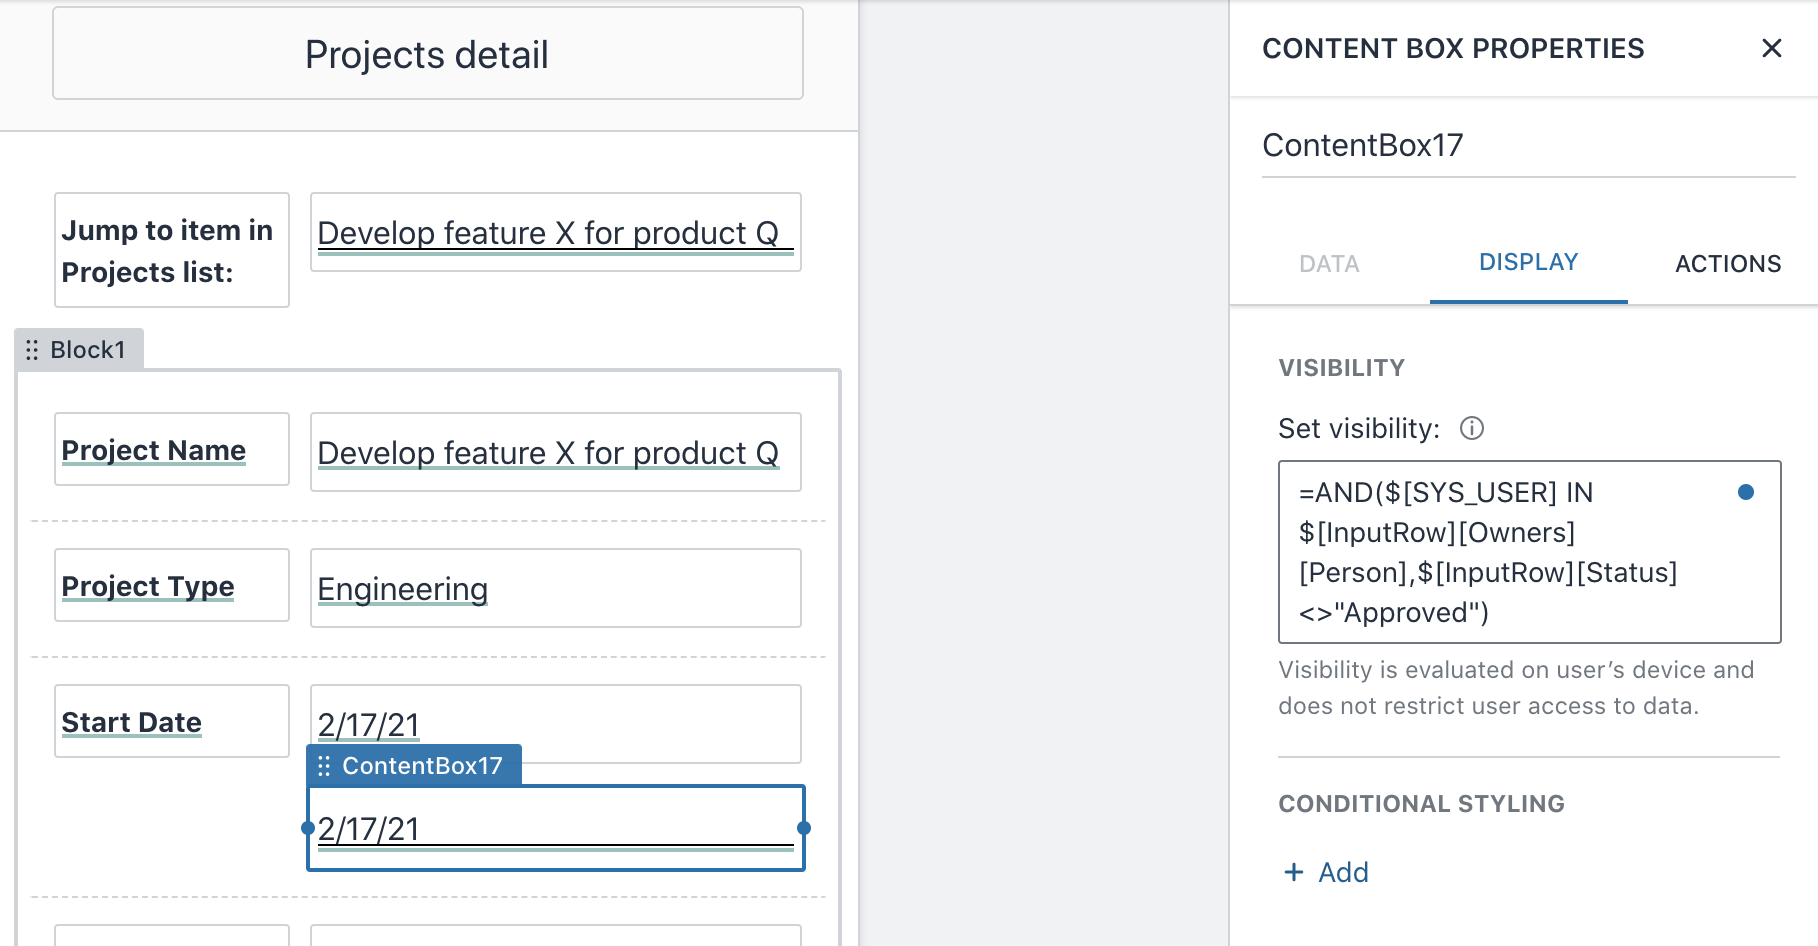 Projects detail
Jump to item in
Projects list:
Develop feature X for product Q
Block1
Project Name
Develop feature X for product Q
Project Type
Engineering
Start Date
2/17/21
ContentBox17
2/17/21
CONTENT BOX PROPERTIES
ContentBox17
DATA
DISPLAY
ACTIONS
VISIBILITY
Set visibility:
=AND($[SYS_USER] IN
$[InputRow][Owners]
[Person],$[InputRow][Status]
<>"Approved")
Visibility is evaluated on user’s device and
does not restrict user access to data.
CONDITIONAL STYLING
+ Add